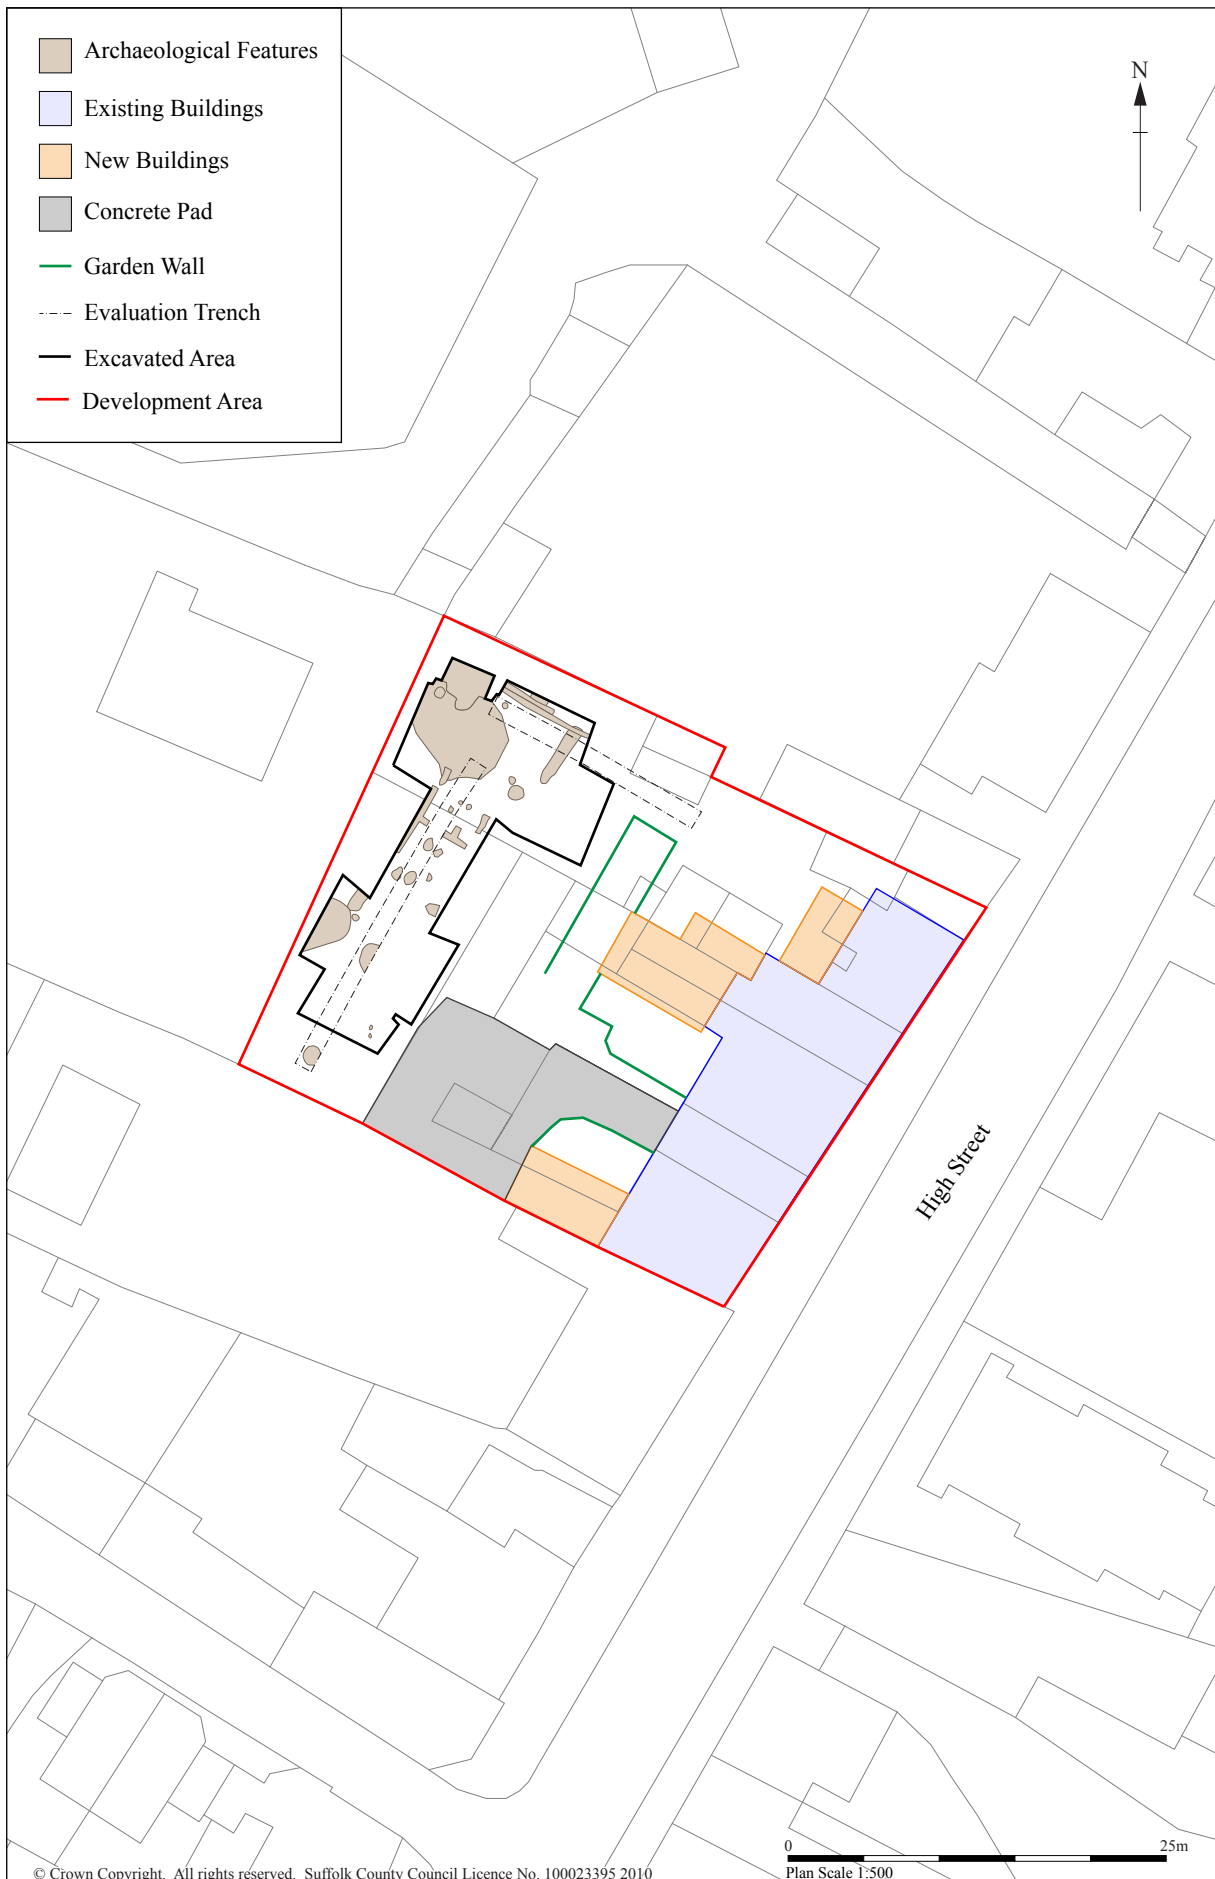 Archaeological Features
Existing Buildings
New Buildings
Concrete Pad
Garden Wall
Evaluation Trench
Excavated Area
Development Area
N
High Street
0 25m
Plan Scale 1:500
© Crown Copyright. All rights reserved. Suffolk County Council Licence No. 100023395 2010